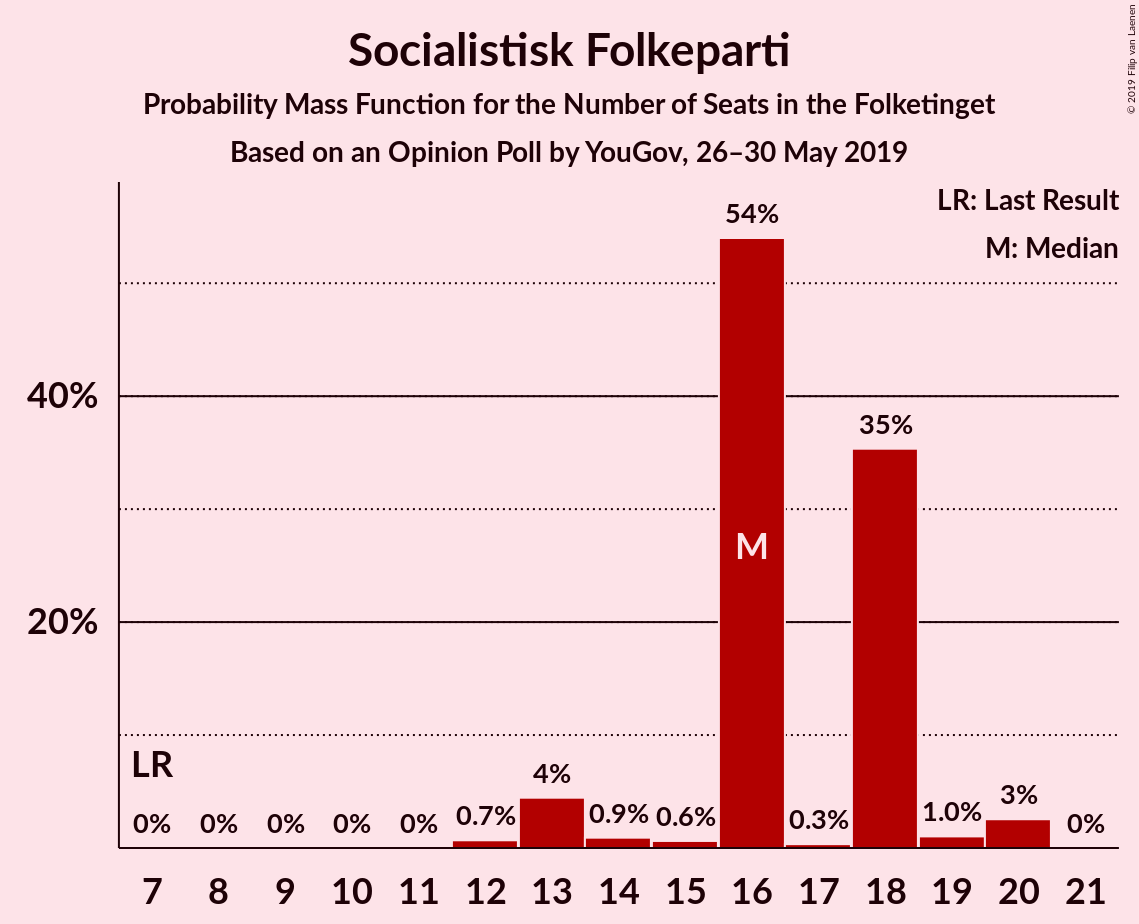 Socialistisk Folkeparti
Probability Mass Function for the Number of Seats in the Folketinget
Based on an Opinion Poll by YouGov, 26–30 May 2019
© 2019 Filip van Laenen
LR: Last Result
M: Median
40%
20%
LR
M
0%
0%
0%
0%
0%
0.7%
4%
0.9%
0.6%
54%
0.3%
35%
1.0%
3%
0%
7 8 9 10 11 12 13 14 15 16 17 18 19 20 21